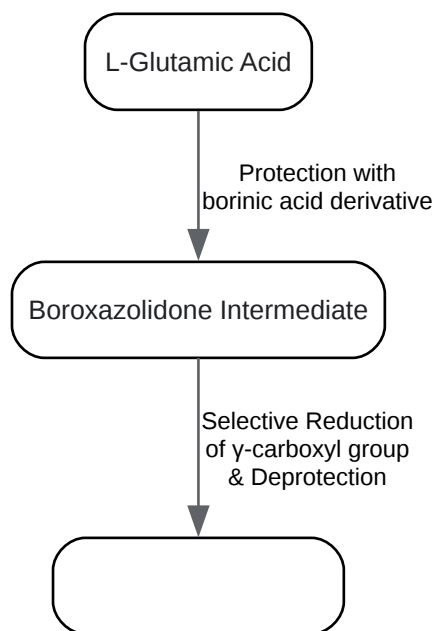 L-Glutamic Acid
Protection with
borinic acid derivative
Boroxazolidone Intermediate
Selective Reduction
of γ-carboxyl group
& Deprotection